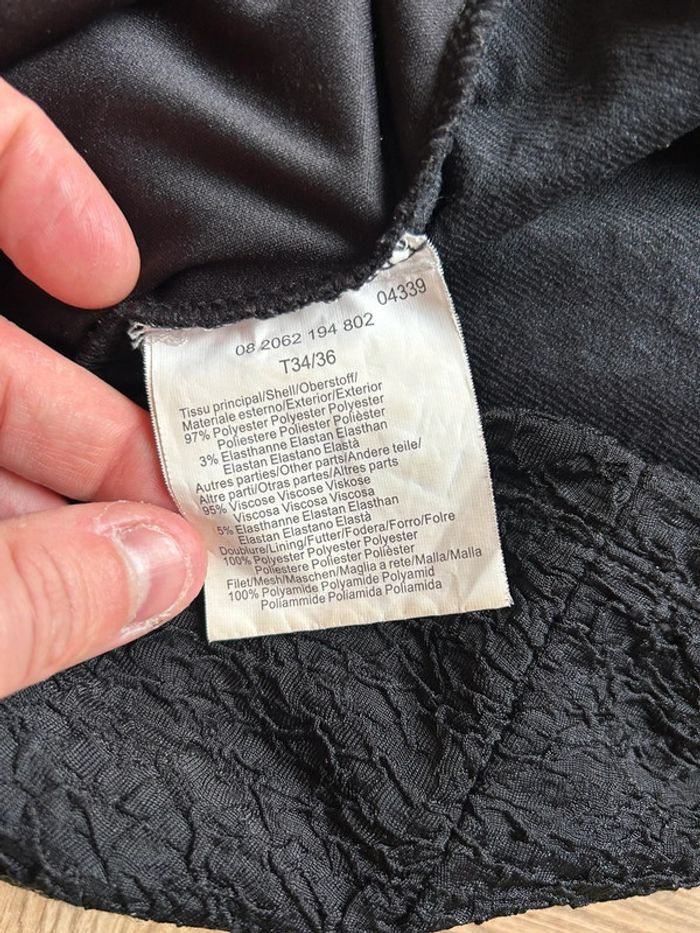 04339
08 2062 194 802
T34/36
Tissu principal/Shell/Oberstoff/
Materiale esterno/Exterior/Exterior
97% Polyester Polyester Polyester
Poliestere Poliester Polièster
3% Elasthanne Elastan Elasthan
Elastan Elastano Elastà
Autres parties/Other parts/Andere teile/
Altre parti/Otras partes/Altres parts
95% Viscose Viscose Viskose
Viscosa Viscosa Viscosa
5% Elasthanne Elastan Elasthan
Elastan Elastano Elastà
Doublure/Lining/Futter/Fodera/Forro/Folre
100% Polyester Polyester Polyester
Poliestere Poliester Polièster
Filet/Mesh/Maschen/Maglia a rete/Malla/Malla
100% Polyamide Polyamide Polyamid
Poliammide Poliamida Poliamida